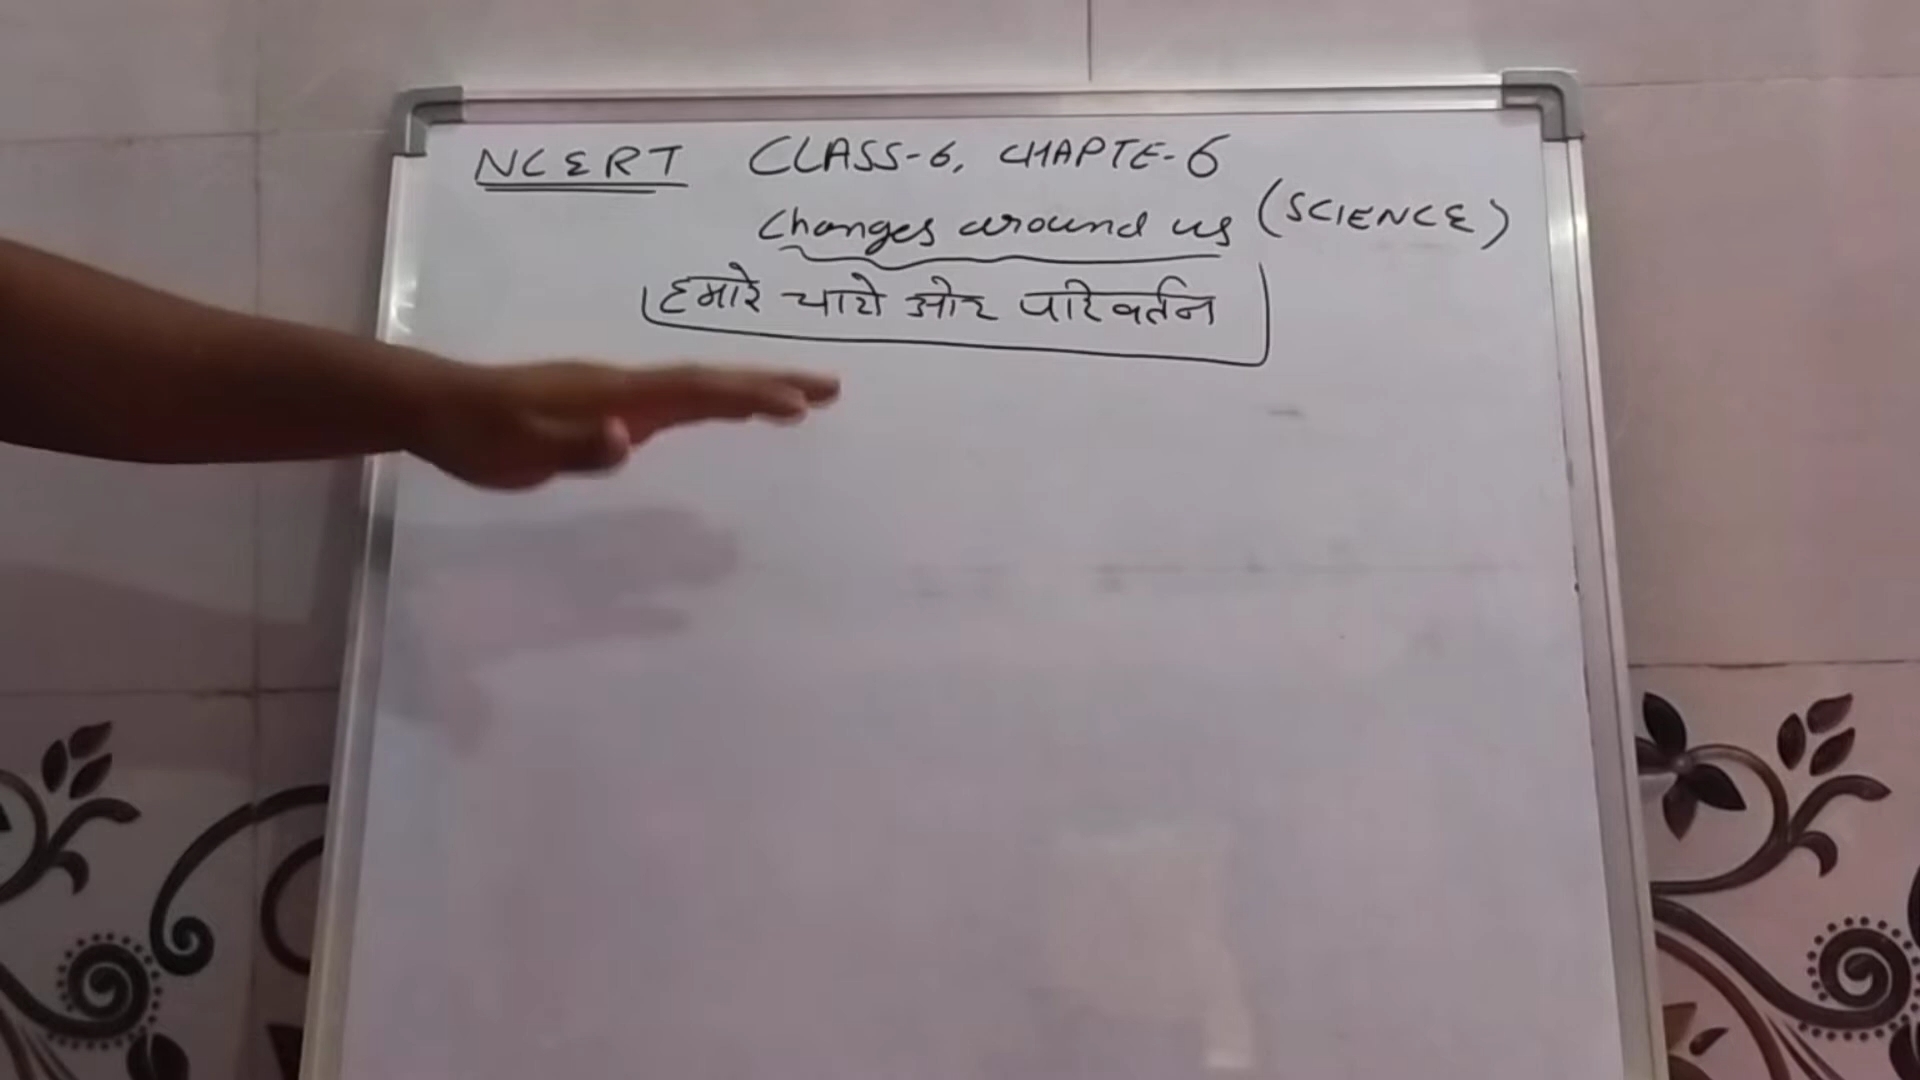 NCERT CLASS-6, CHAPTE-6
Changes around us (SCIENCE)
हमारे चारो ओर परिवर्तन